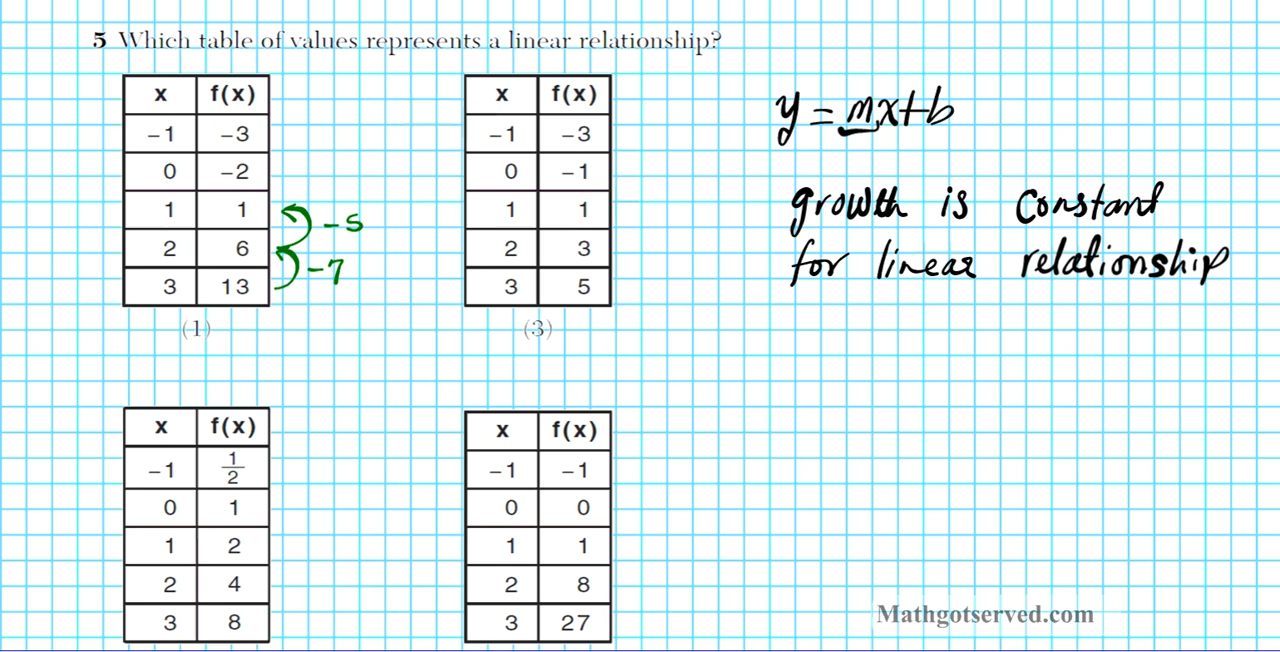 5 Which table of values represents a linear relationship?
x f(x)
−1 −3
0 −2
1 1
2 6
3 13
(1)
−5
−7
x f(x)
−1 −3
0 −1
1 1
2 3
3 5
(3)
y = mx+b
growth is constant
for linear relationship
x f(x)
−1 1/2
0 1
1 2
2 4
3 8
x f(x)
−1 −1
0 0
1 1
2 8
3 27
Mathgotserved.com